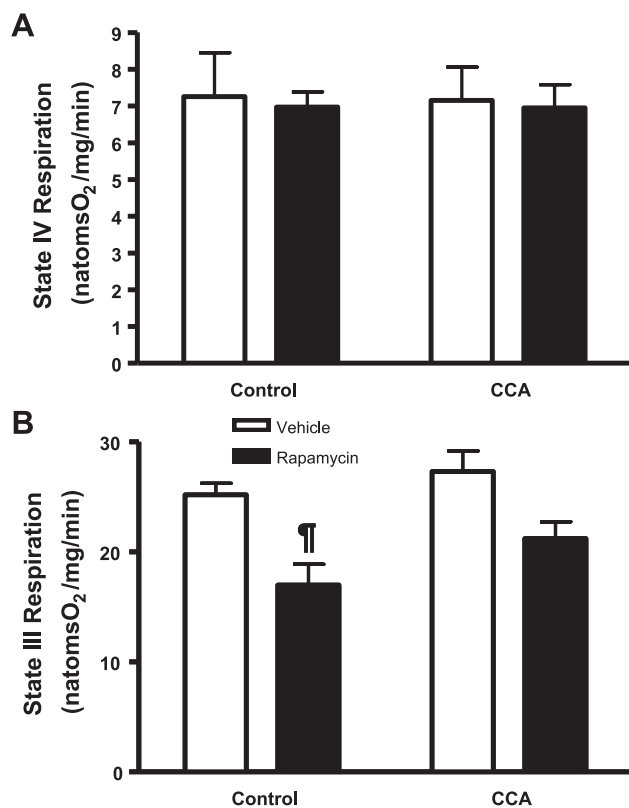 A
State IV Respiration
(natomsO₂/mg/min)
9
8
7
6
5
4
3
2
1
0
Control CCA
B
Vehicle
Rapamycin
State III Respiration
(natomsO₂/mg/min)
30
20
10
0
¶
Control CCA